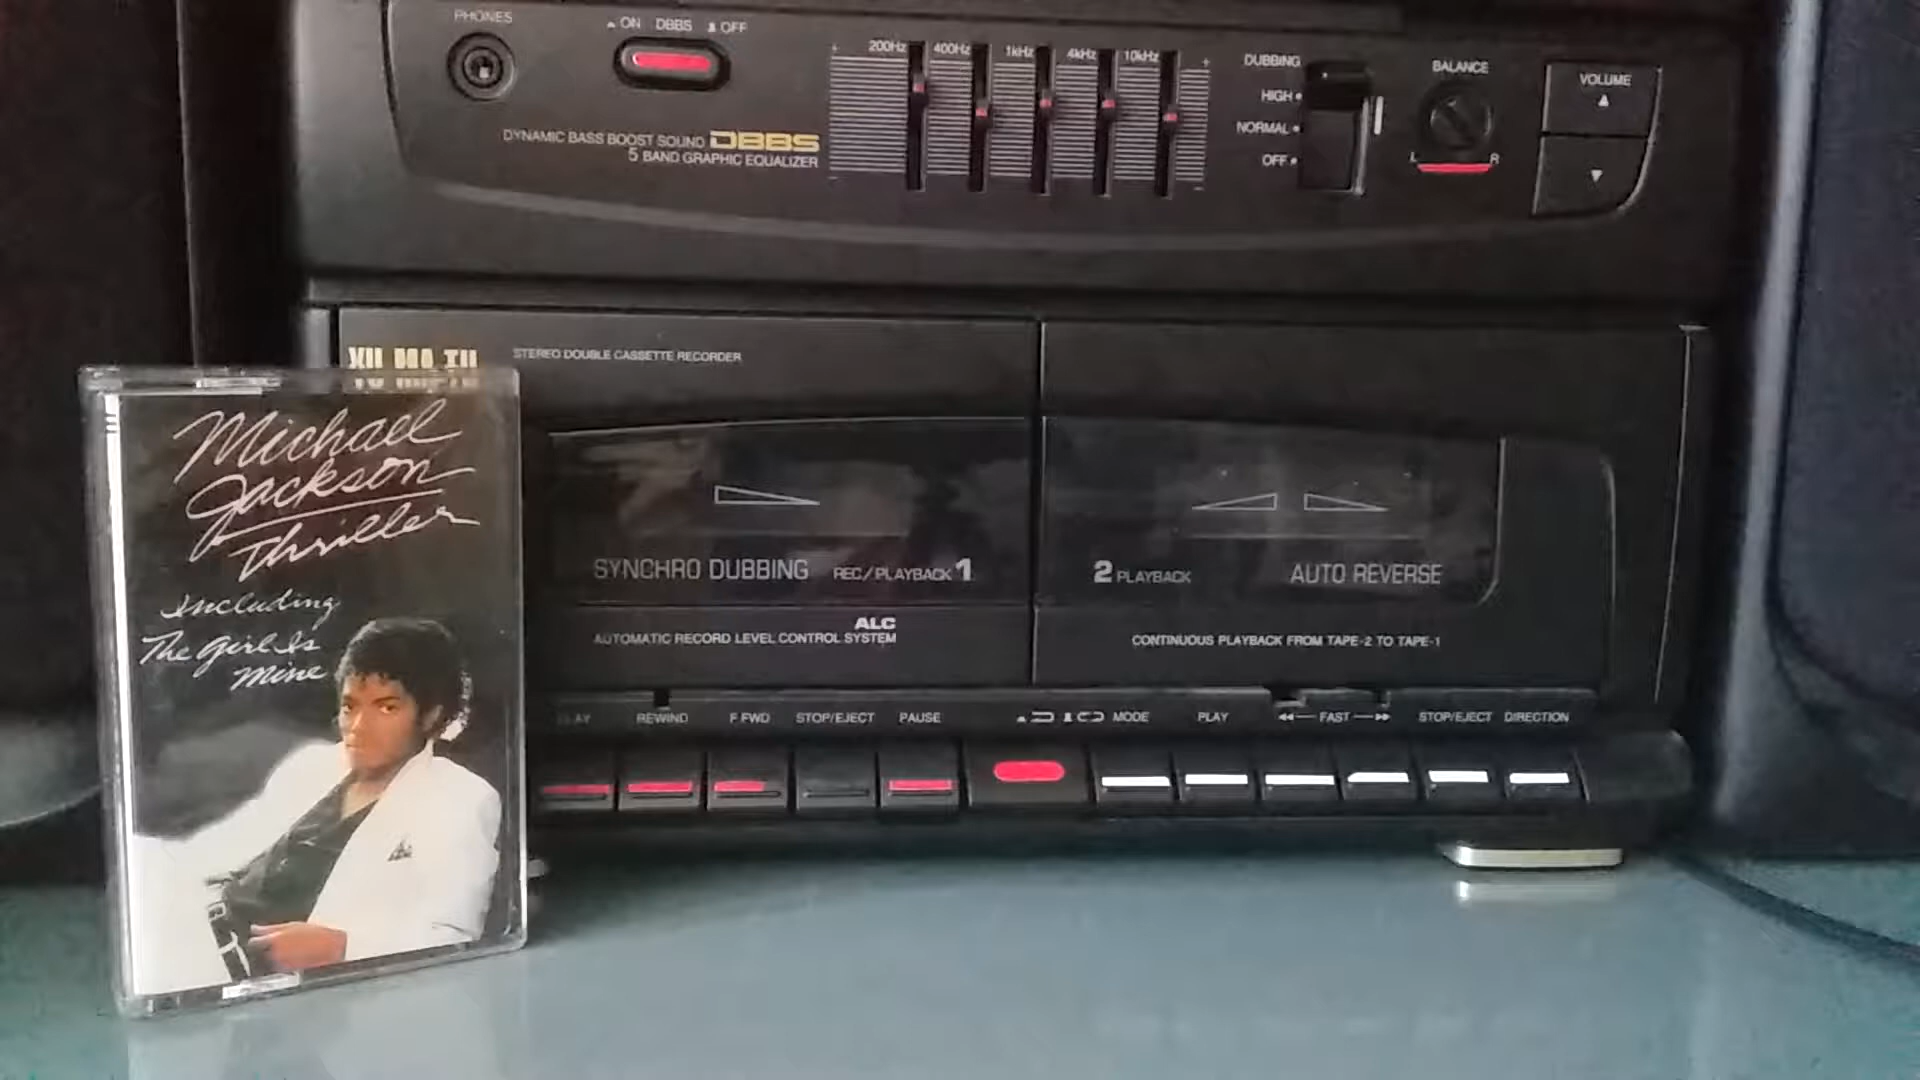 PHONES
ON DBBS OFF
DYNAMIC BASS BOOST SOUND DBBS
5 BAND GRAPHIC EQUALIZER
+ 200Hz 400Hz 1kHz 4kHz 10kHz +
- -
DUBBING
HIGH
NORMAL
OFF
BALANCE
L R
VOLUME
STEREO DOUBLE CASSETTE RECORDER
Michael
Jackson
Thriller
Including
The Girl Is
Mine
SYNCHRO DUBBING REC/PLAYBACK 1
ALC
AUTOMATIC RECORD LEVEL CONTROL SYSTEM
2 PLAYBACK AUTO REVERSE
CONTINUOUS PLAYBACK FROM TAPE-2 TO TAPE-1
PLAY REWIND F.FWD STOP/EJECT PAUSE MODE PLAY FAST STOP/EJECT DIRECTION